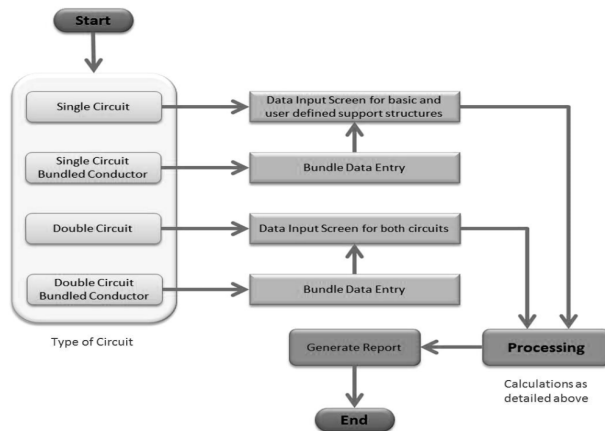 Start
Single Circuit
Data Input Screen for basic and
user defined support structures
Single Circuit
Bundled Conductor
Bundle Data Entry
Double Circuit
Data Input Screen for both circuits
Double Circuit
Bundled Conductor
Bundle Data Entry
Type of Circuit
Generate Report
Processing
Calculations as
detailed above
End